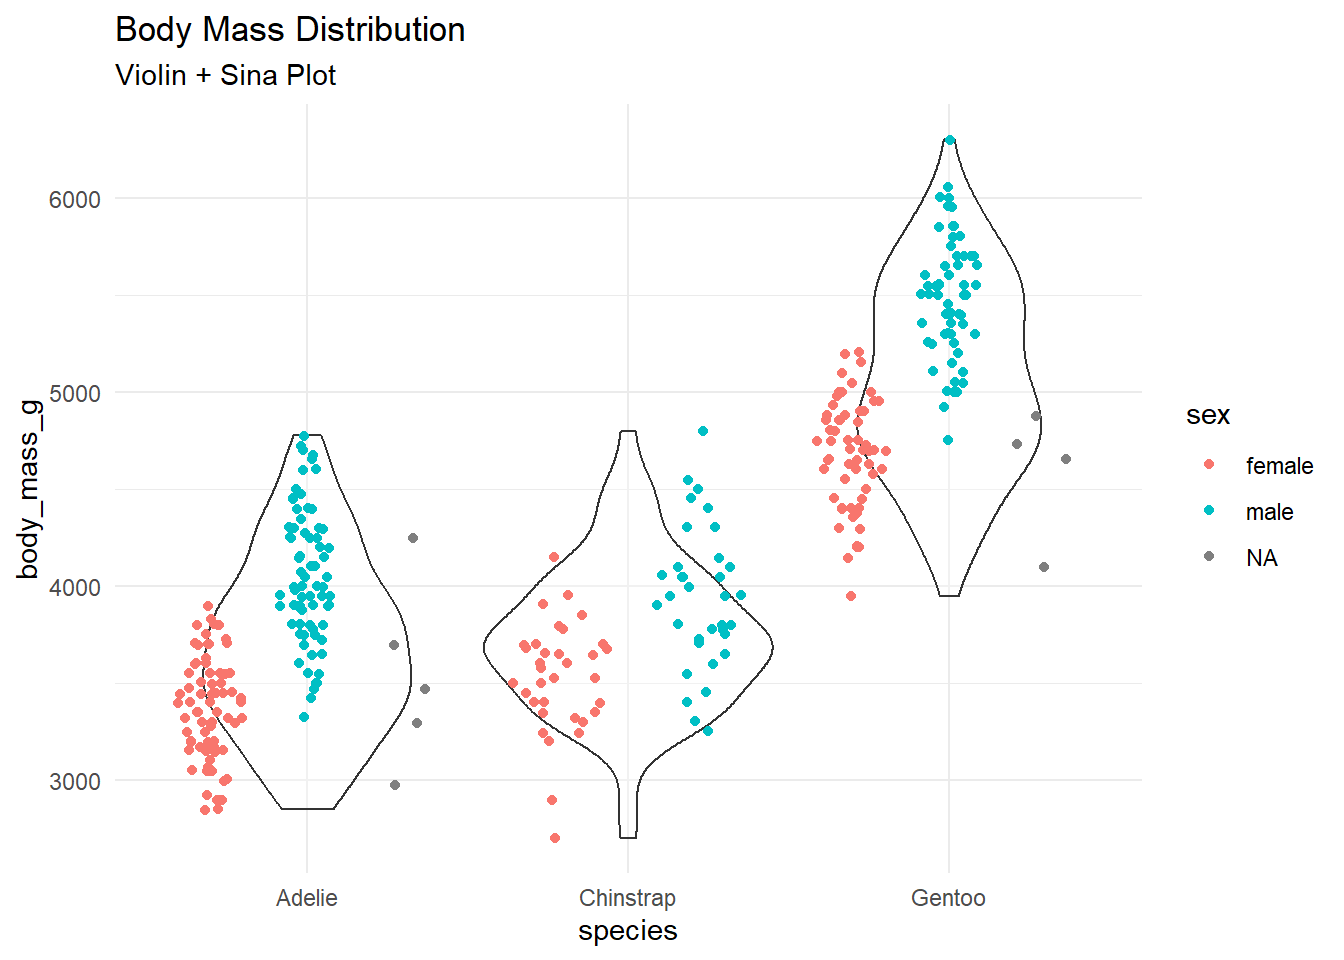 Body Mass Distribution
Violin + Sina Plot
body_mass_g
6000
5000
4000
3000
Adelie
Chinstrap
Gentoo
species
sex
female
male
NA